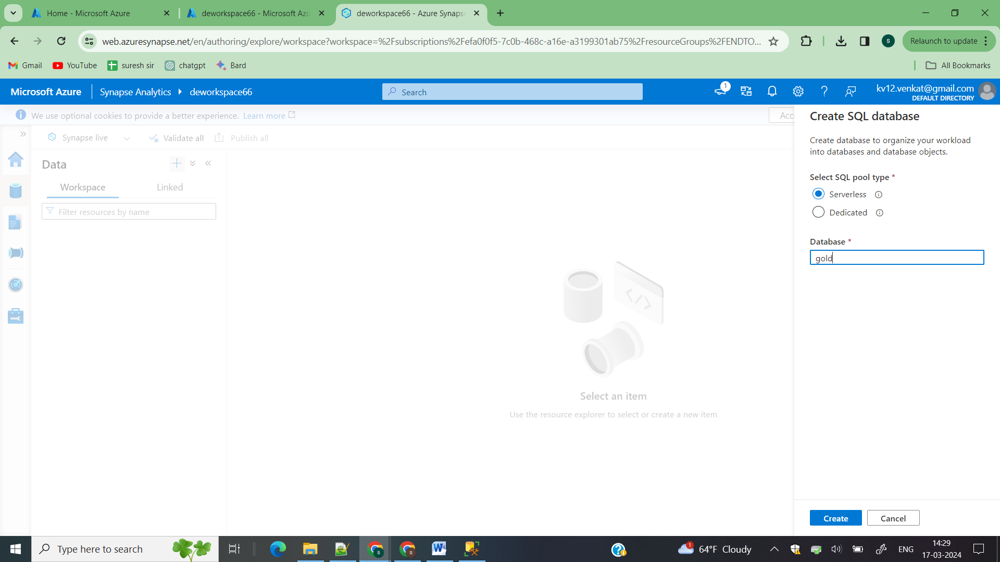 Home - Microsoft Azure
deworkspace66 - Microsoft Azu
deworkspace66 - Azure Synapse
web.azuresynapse.net/en/authoring/explore/workspace?workspace=%2Fsubscriptions%2Fefa0f0f5-7c0b-468c-a16e-a3199301ab75%2FresourceGroups%2FENDTO...
S
Relaunch to update
Gmail
YouTube
suresh sir
chatgpt
Bard
All Bookmarks
Microsoft Azure
Synapse Analytics
deworkspace66
Search
1
kv12.venkat@gmail.com
DEFAULT DIRECTORY
We use optional cookies to provide a better experience. Learn more
Acc
Synapse live
Validate all
Publish all
Data
Workspace
Linked
Filter resources by name
Select an item
Use the resource explorer to select or create a new item
Create SQL database
Create database to organize your workload
into databases and database objects.
Select SQL pool type *
Serverless
Dedicated
Database *
gold
Create
Cancel
Type here to search
1
64°F Cloudy
ENG
14:29
17-03-2024